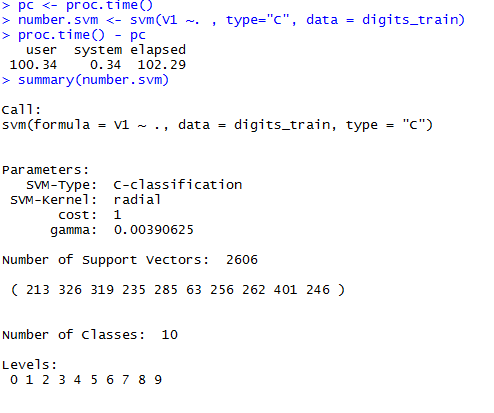 > pc <- proc.time()
> number.svm <- svm(V1 ~. , type="C", data = digits_train)
> proc.time() - pc
   user  system elapsed
 100.34    0.34  102.29
> summary(number.svm)

Call:
svm(formula = V1 ~ ., data = digits_train, type = "C")


Parameters:
   SVM-Type:  C-classification
 SVM-Kernel:  radial
       cost:  1
      gamma:  0.00390625

Number of Support Vectors:  2606

 ( 213 326 319 235 285 63 256 262 401 246 )


Number of Classes:  10

Levels:
 0 1 2 3 4 5 6 7 8 9